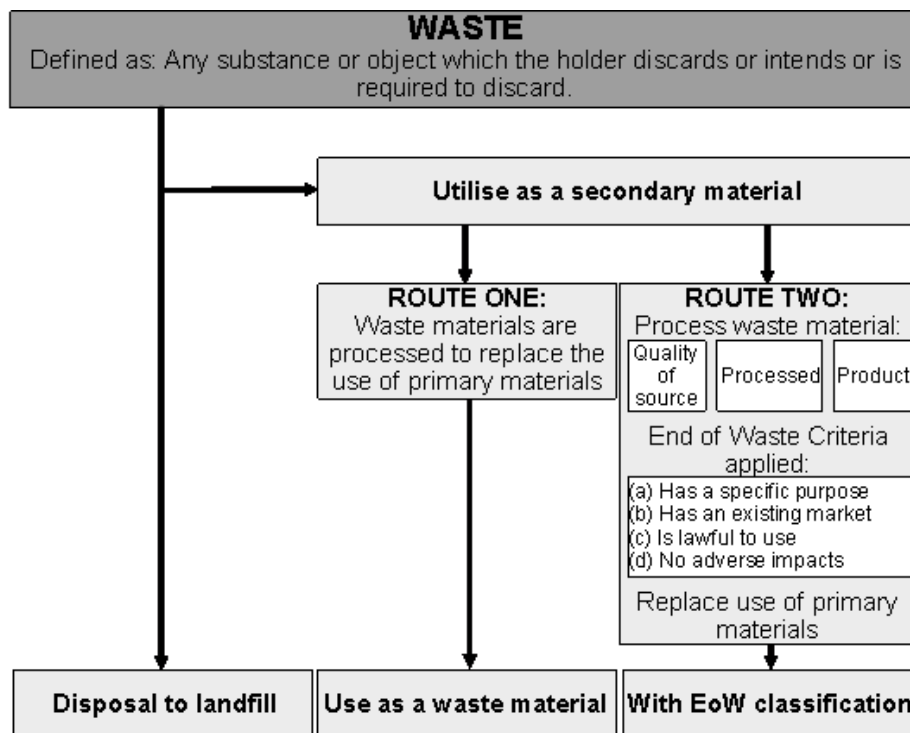 WASTE
Defined as: Any substance or object which the holder discards or intends or is
required to discard.
Utilise as a secondary material
ROUTE ONE:
Waste materials are
processed to replace the
use of primary materials
ROUTE TWO:
Process waste material:
Quality
of
source
Processed
Product
End of Waste Criteria
applied:
(a) Has a specific purpose
(b) Has an existing market
(c) Is lawful to use
(d) No adverse impacts
Replace use of primary
materials
Disposal to landfill
Use as a waste material
With EoW classification